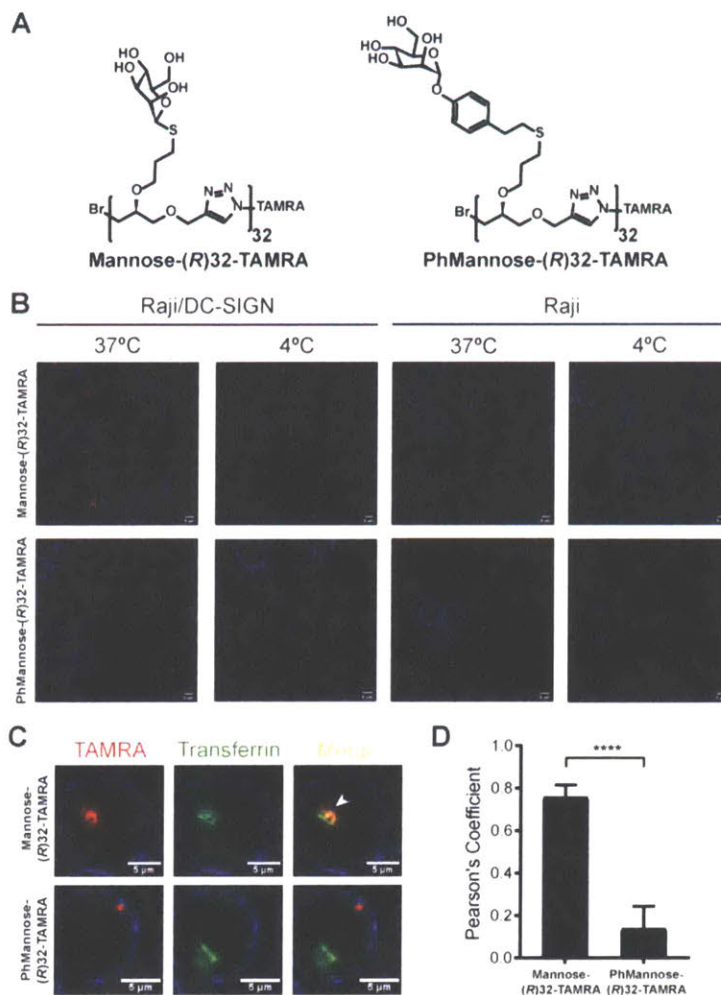 A
OH
HO
HO
OH
OH
O
S
O
Br
O
N
N
N
TAMRA
32
Mannose-(R)32-TAMRA
HO
OH
HO
HO
O
O
S
O
Br
O
N
N
N
TAMRA
32
PhMannose-(R)32-TAMRA
B
Raji/DC-SIGN
Raji
37ºC
4ºC
37ºC
4ºC
Mannose-(R)32-TAMRA
PhMannose-(R)32-TAMRA
C
TAMRA
Transferrin
Merge
Mannose-
(R)32-TAMRA
5 μm
5 μm
5 μm
PhMannose-
(R)32-TAMRA
5 μm
5 μm
5 μm
D
****
1.0
0.8
0.6
0.4
0.2
0.0
Pearson's Coefficient
Mannose-
(R)32-TAMRA
PhMannose-
(R)32-TAMRA